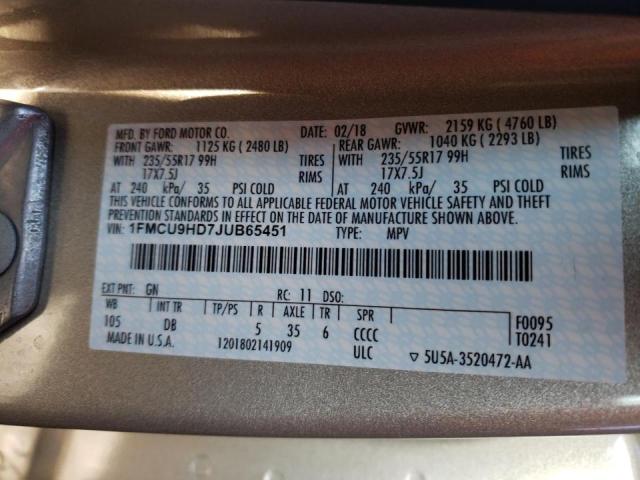 MFD. BY FORD MOTOR CO. DATE: 02/18 GVWR: 2159 KG ( 4760 LB)
FRONT GAWR: 1125 KG ( 2480 LB) REAR GAWR: 1040 KG ( 2293 LB)
WITH 235/55R17 99H TIRES WITH 235/55R17 99H TIRES
17X7.5J RIMS 17X7.5J RIMS
AT 240 kPa/ 35 PSI COLD AT 240 kPa/ 35 PSI COLD
THIS VEHICLE CONFORMS TO ALL APPLICABLE FEDERAL MOTOR VEHICLE SAFETY AND THEFT
PREVENTION STANDARDS IN EFFECT ON THE DATE OF MANUFACTURE SHOWN ABOVE.
VIN: 1FMCU9HD7JUB65451 TYPE: MPV
EXT PNT: GN RC: 11 DSO:
WB INT TR TP/PS R AXLE TR SPR F0095
105 DB 5 35 6 CCCC T0241
MADE IN U.S.A. 1201802141909 ULC ▽ 5U5A-3520472-AA